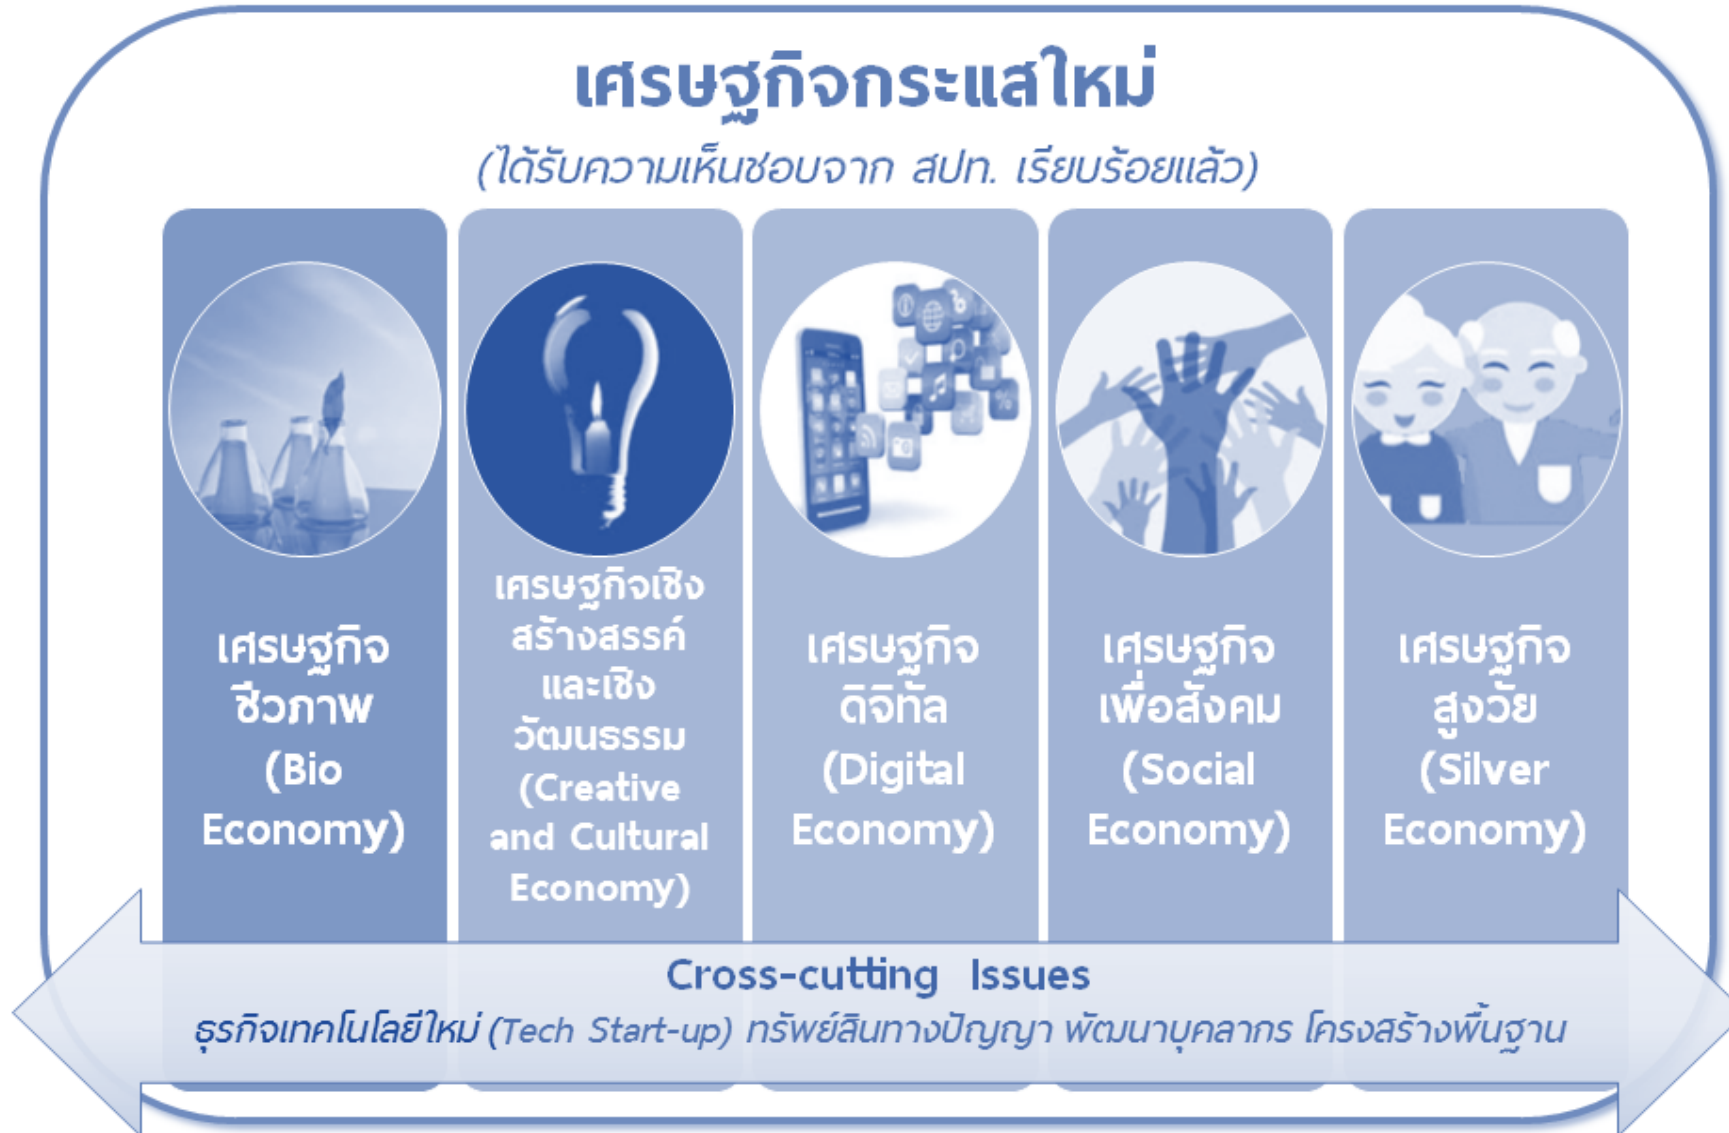 เศรษฐกิจกระแสใหม่
(ได้รับความเห็นชอบจาก สปท. เรียบร้อยแล้ว)
เศรษฐกิจ
ชีวภาพ
(Bio
Economy)
เศรษฐกิจเชิง
สร้างสรรค์
และเชิง
วัฒนธรรม
(Creative
and Cultural
Economy)
เศรษฐกิจ
ดิจิทัล
(Digital
Economy)
เศรษฐกิจ
เพื่อสังคม
(Social
Economy)
เศรษฐกิจ
สูงวัย
(Silver
Economy)
Cross-cutting Issues
ธุรกิจเทคโนโลยีใหม่ (Tech Start-up) ทรัพย์สินทางปัญญา พัฒนาบุคลากร โครงสร้างพื้นฐาน